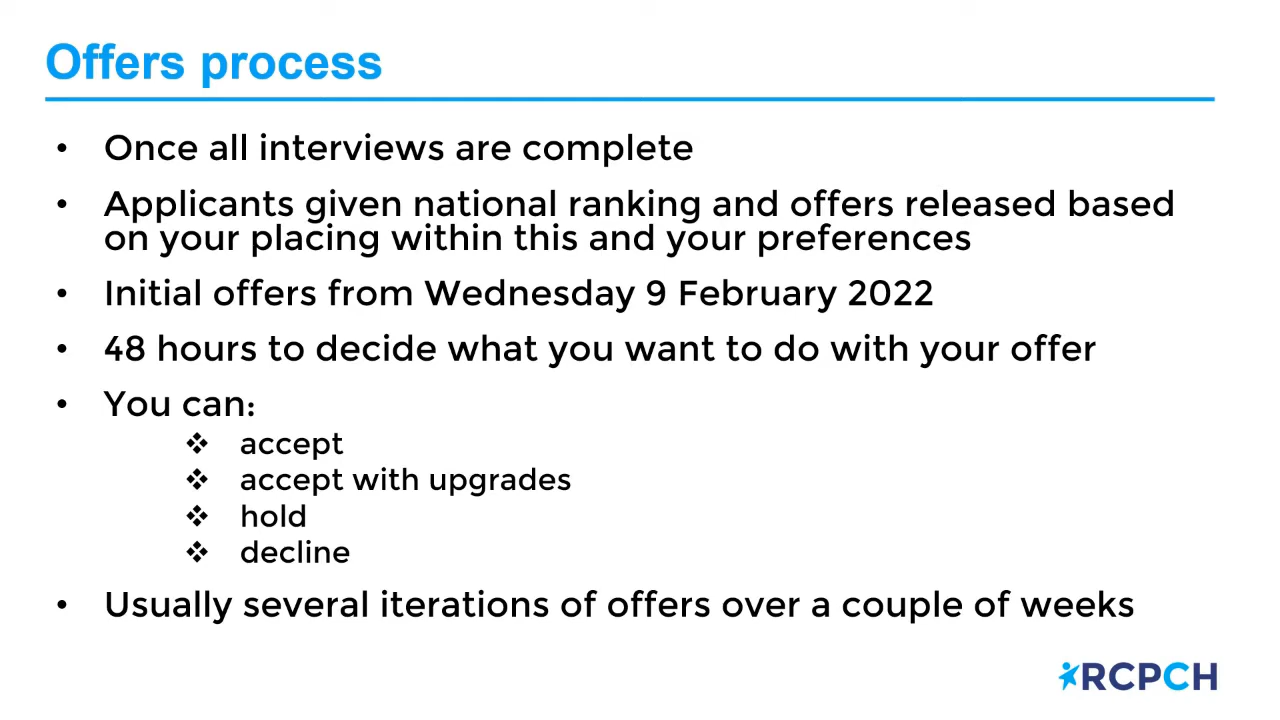 Offers process
• Once all interviews are complete
• Applicants given national ranking and offers released based
on your placing within this and your preferences
• Initial offers from Wednesday 9 February 2022
• 48 hours to decide what you want to do with your offer
• You can:
❖ accept
❖ accept with upgrades
❖ hold
❖ decline
• Usually several iterations of offers over a couple of weeks
RCPCH